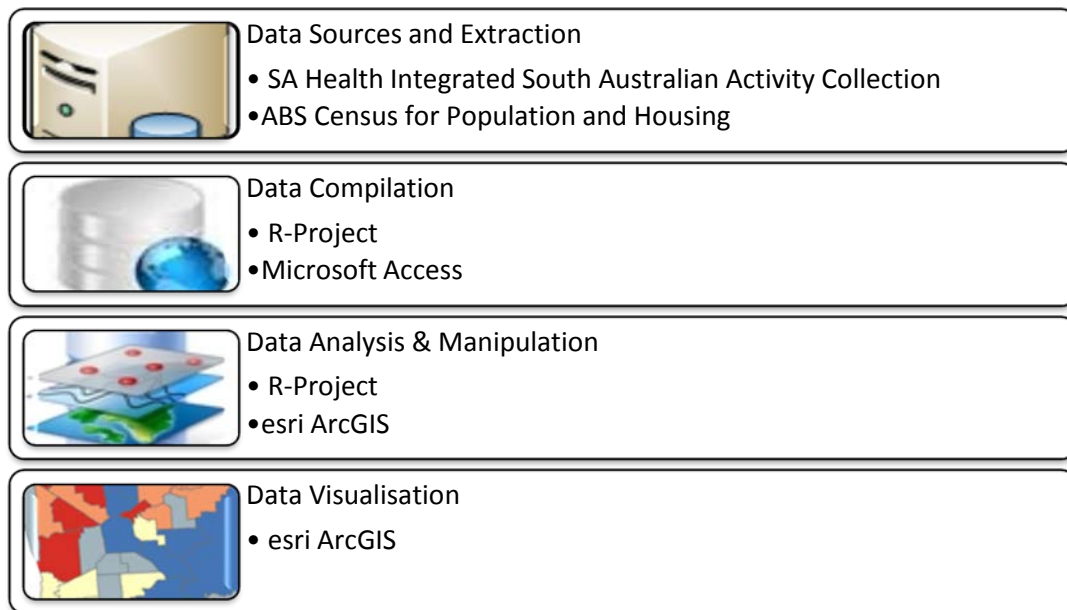 Data Sources and Extraction
• SA Health Integrated South Australian Activity Collection
•ABS Census for Population and Housing
Data Compilation
• R-Project
•Microsoft Access
Data Analysis & Manipulation
• R-Project
•esri ArcGIS
Data Visualisation
• esri ArcGIS